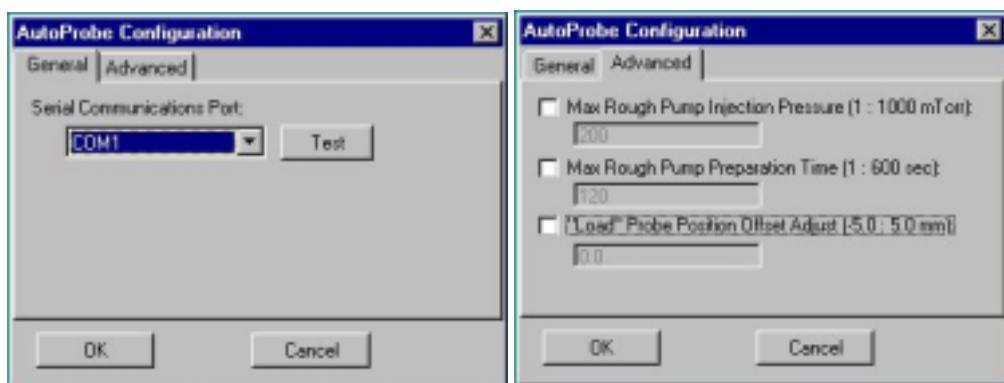 AutoProbe Configuration
General Advanced
Serial Communications Port:
COM1 Test
OK Cancel
AutoProbe Configuration
General Advanced
Max Rough Pump Injection Pressure (1 : 1000 mTorr):
200
Max Rough Pump Preparation Time (1 : 600 sec):
120
"Load" Probe Position Offset Adjust (-5.0 : 5.0 mm):
0.0
OK Cancel